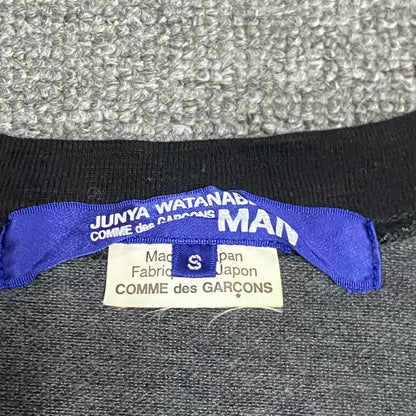 JUNYA WATANABE
COMME des GARÇONS MAN
S
Made in Japan
Fabriqué au Japon
COMME des GARÇONS